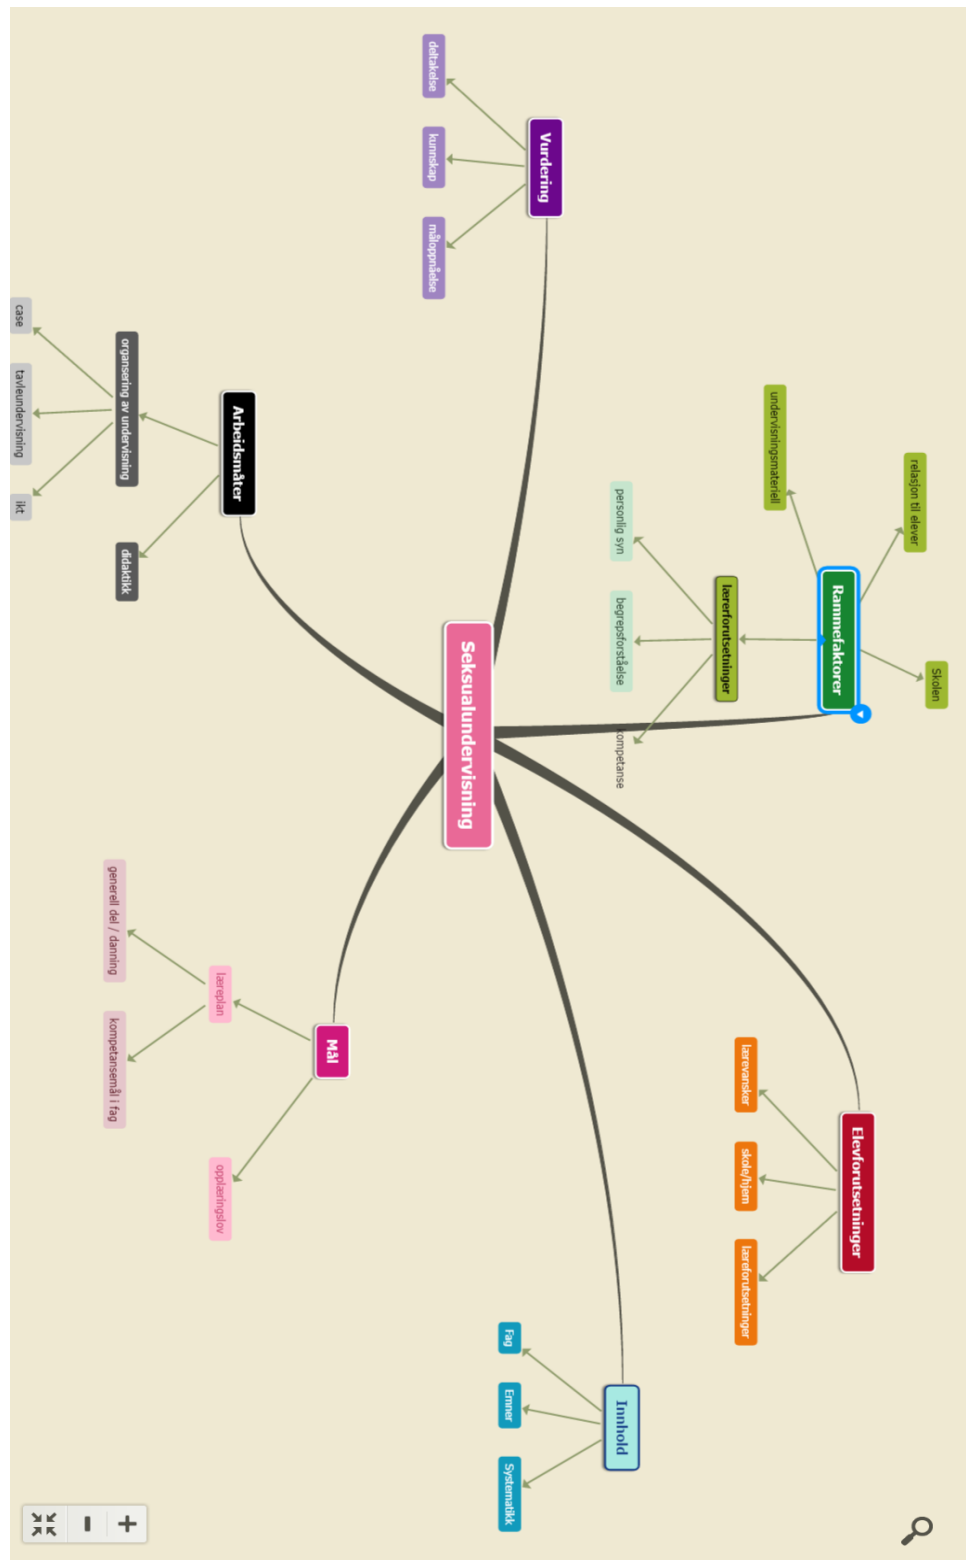 Skolen
relasjon til elever
Rammefaktorer
undervisningsmateriell
lærerforutsetninger
personlig syn
begrepsforståelse
kompetanse
Elevforutsetninger
lærevansker
skole/hjem
læreforutsetninger
Innhold
Fag
Emner
Systematikk
Vurdering
deltakelse
kunnskap
måloppnåelse
Seksualundervisning
Mål
læreplan
opplæringslov
generell del / danning
kompetansemål i fag
Arbeidsmåter
organsering av undervisning
didaktikk
case
tavleundervisning
ikt